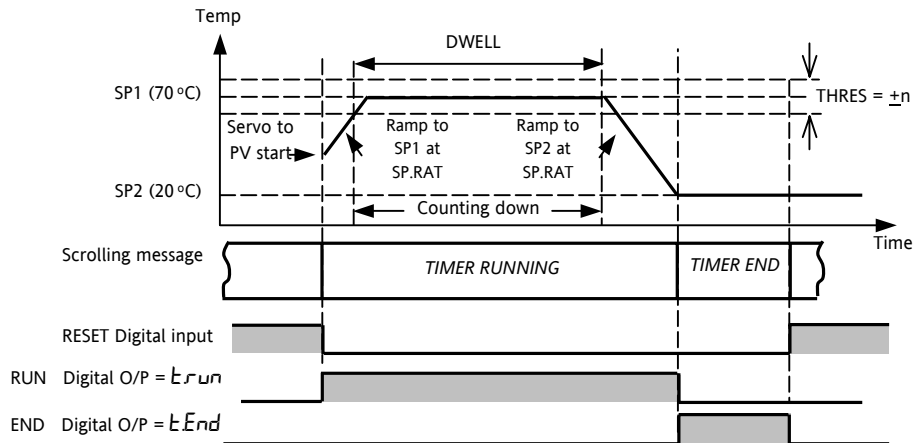 Temp
DWELL
SP1 (70 °C)
THRES = ±n
Servo to
PV start
Ramp to
SP1 at
SP.RAT
Ramp to
SP2 at
SP.RAT
SP2 (20 °C)
Counting down
Time
Scrolling message
TIMER RUNNING
TIMER END
RESET Digital input
RUN Digital O/P = t.run
END Digital O/P = t.End